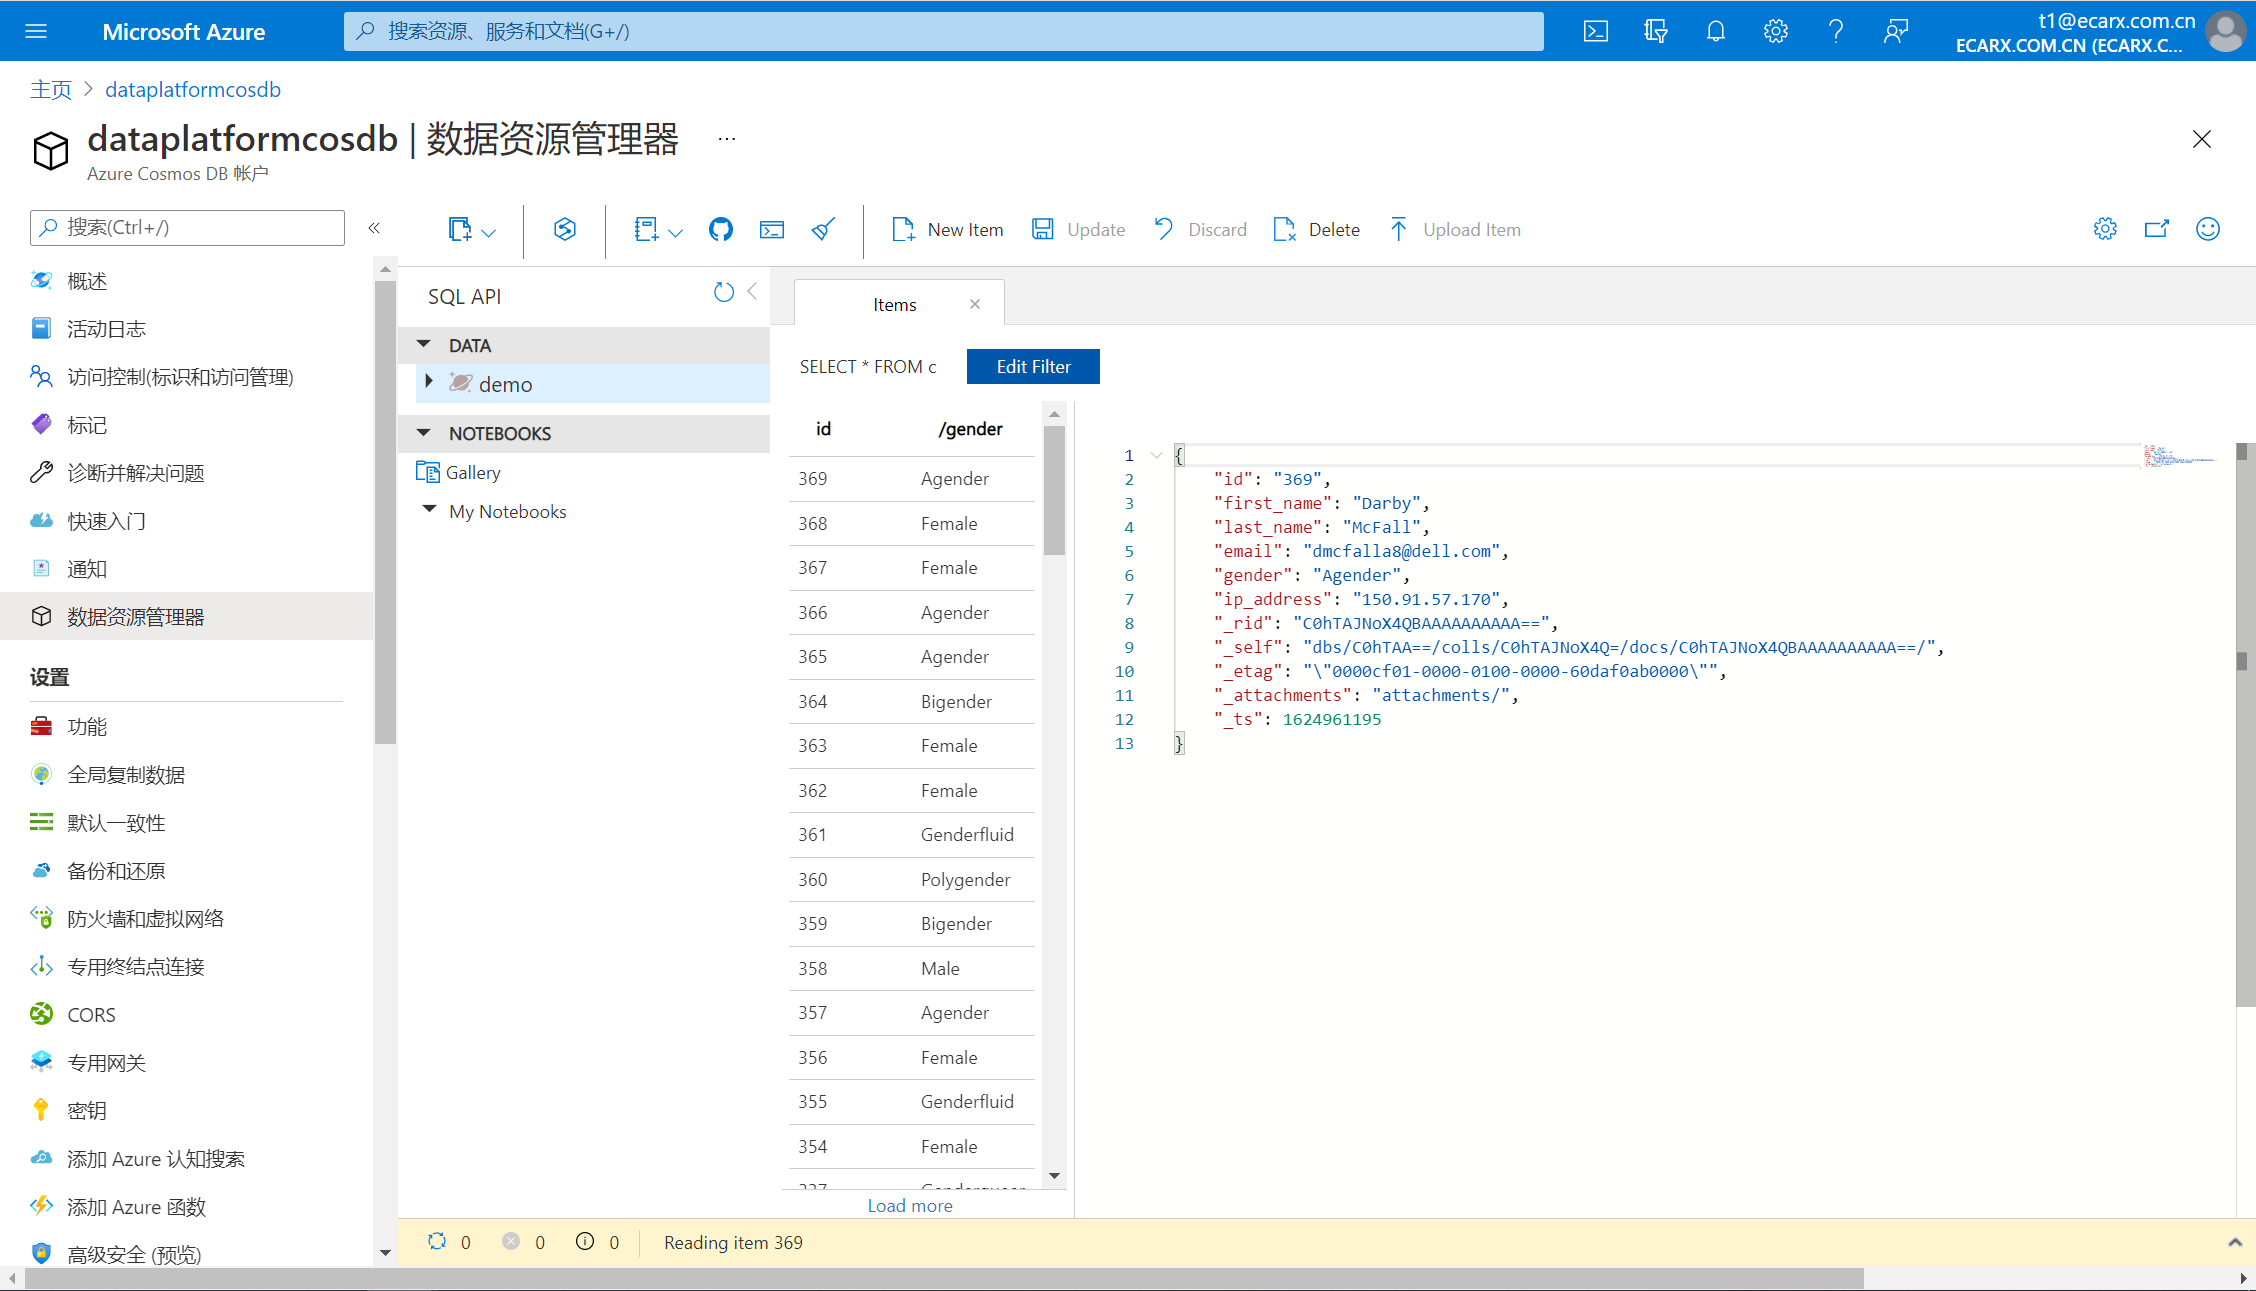 Microsoft Azure
搜索资源、服务和文档(G+/)
t1@ecarx.com.cn
ECARX.COM.CN (ECARX.C...
主页 > dataplatformcosdb
dataplatformcosdb | 数据资源管理器 ...
Azure Cosmos DB 帐户
搜索(Ctrl+/)
«
New Item
Update
Discard
Delete
Upload Item
概述
活动日志
访问控制(标识和访问管理)
标记
诊断并解决问题
快速入门
通知
数据资源管理器
设置
功能
全局复制数据
默认一致性
备份和还原
防火墙和虚拟网络
专用终结点连接
CORS
专用网关
密钥
添加 Azure 认知搜索
添加 Azure 函数
高级安全 (预览)
SQL API
DATA
demo
NOTEBOOKS
Gallery
My Notebooks
Items
SELECT * FROM c
Edit Filter
id /gender
369 Agender
368 Female
367 Female
366 Agender
365 Agender
364 Bigender
363 Female
362 Female
361 Genderfluid
360 Polygender
359 Bigender
358 Male
357 Agender
356 Female
355 Genderfluid
354 Female
Load more
1 {
2 "id": "369",
3 "first_name": "Darby",
4 "last_name": "McFall",
5 "email": "dmcfalla8@dell.com",
6 "gender": "Agender",
7 "ip_address": "150.91.57.170",
8 "_rid": "C0hTAJNoX4QBAAAAAAAAAA==",
9 "_self": "dbs/C0hTAA==/colls/C0hTAJNoX4Q=/docs/C0hTAJNoX4QBAAAAAAAAAA==/",
10 "_etag": "\"0000cf01-0000-0100-0000-60daf0ab0000\"",
11 "_attachments": "attachments/",
12 "_ts": 1624961195
13 }
0 0 0 Reading item 369